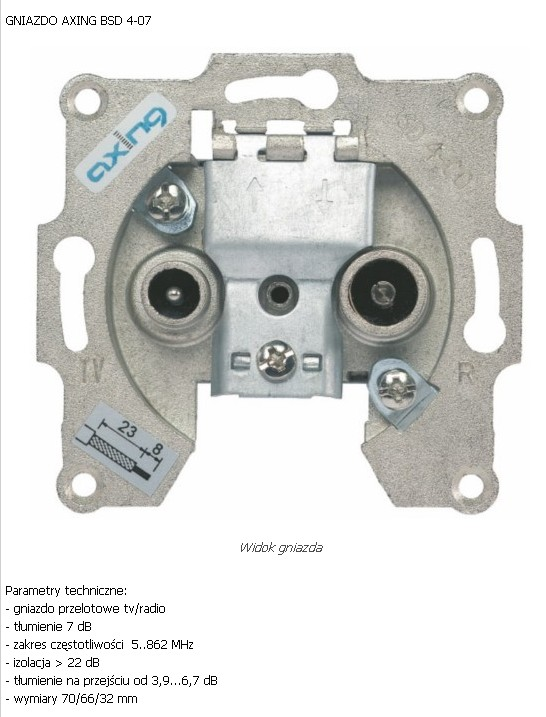 GNIAZDO AXING BSD 4-07
axing
TV
R
23
8
Widok gniazda
Parametry techniczne:
- gniazdo przelotowe tv/radio
- tłumienie 7 dB
- zakres częstotliwości 5..862 MHz
- izolacja > 22 dB
- tłumienie na przejściu od 3,9...6,7 dB
- wymiary 70/66/32 mm